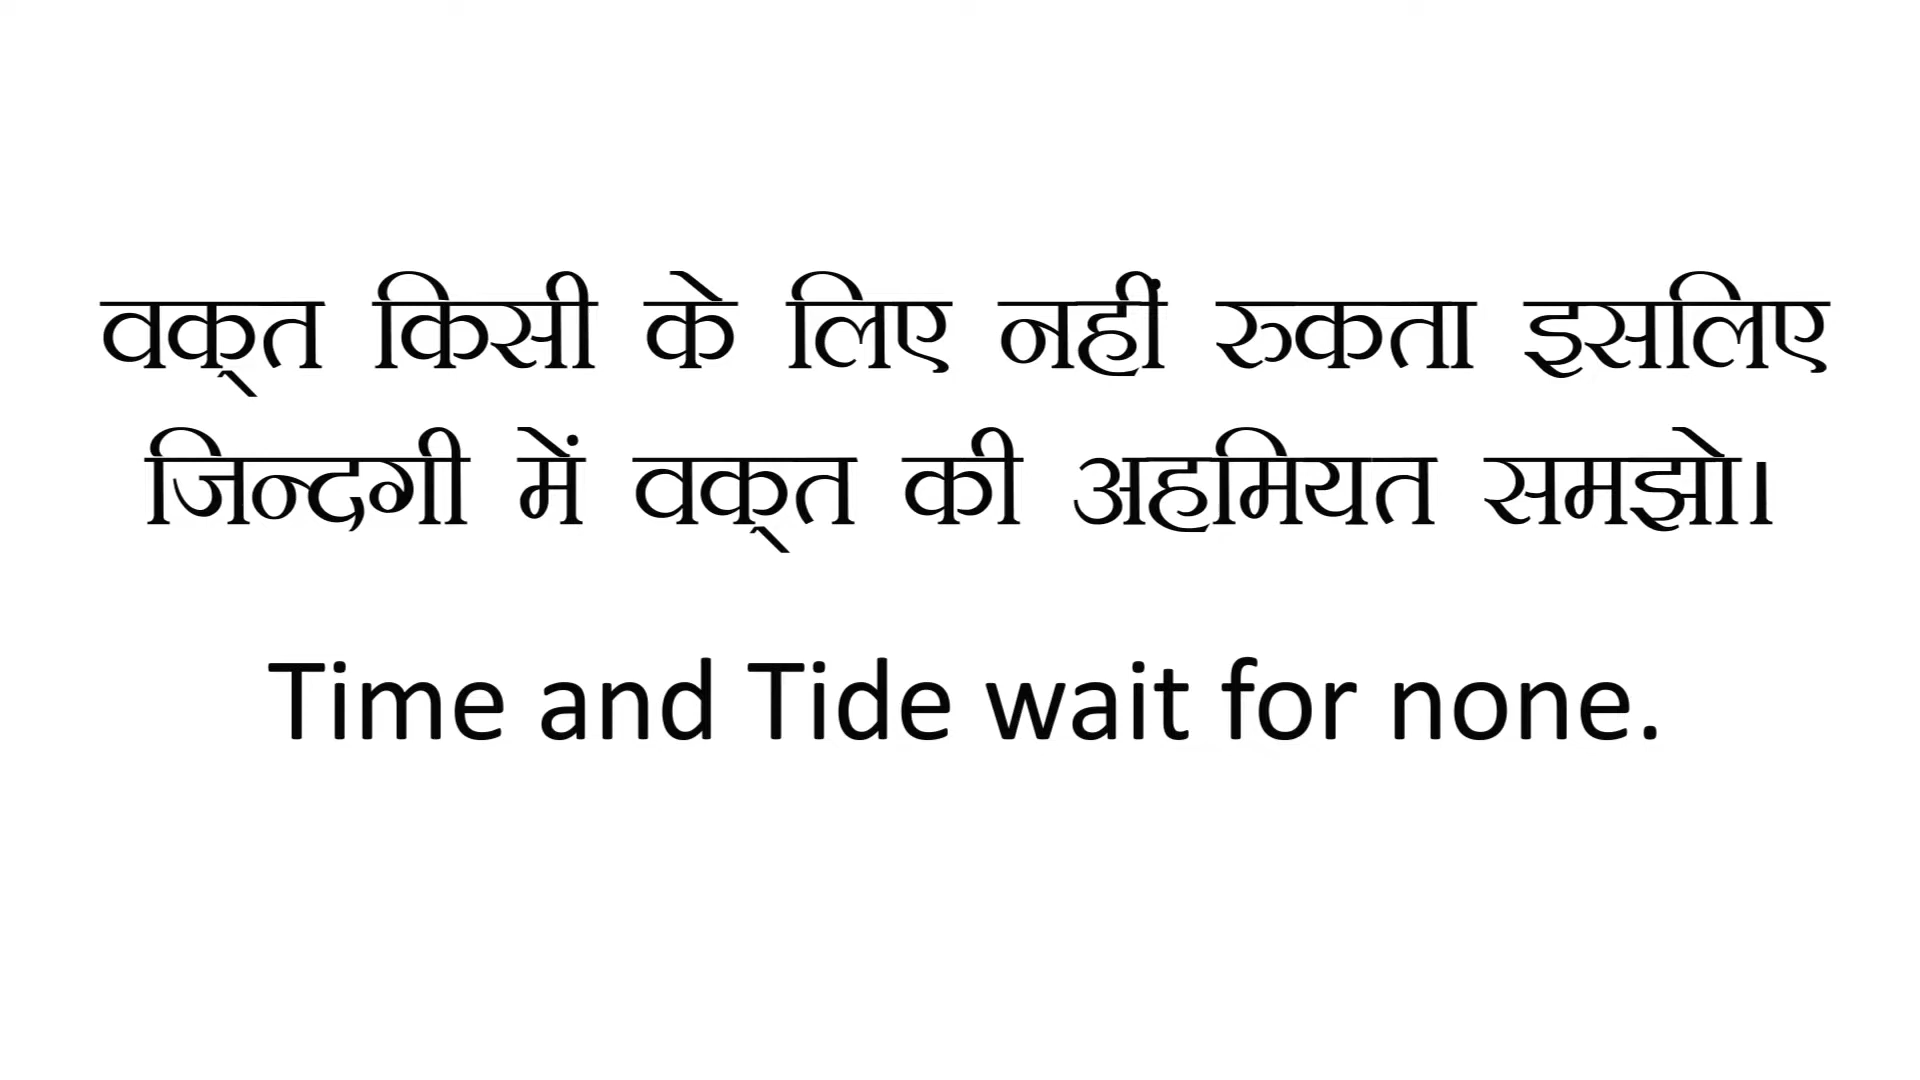 वक्‌त किसी के लिए नहीं रुकता इसलिए
जिन्दगी में वक्‌त की अहमियत समझो।
Time and Tide wait for none.